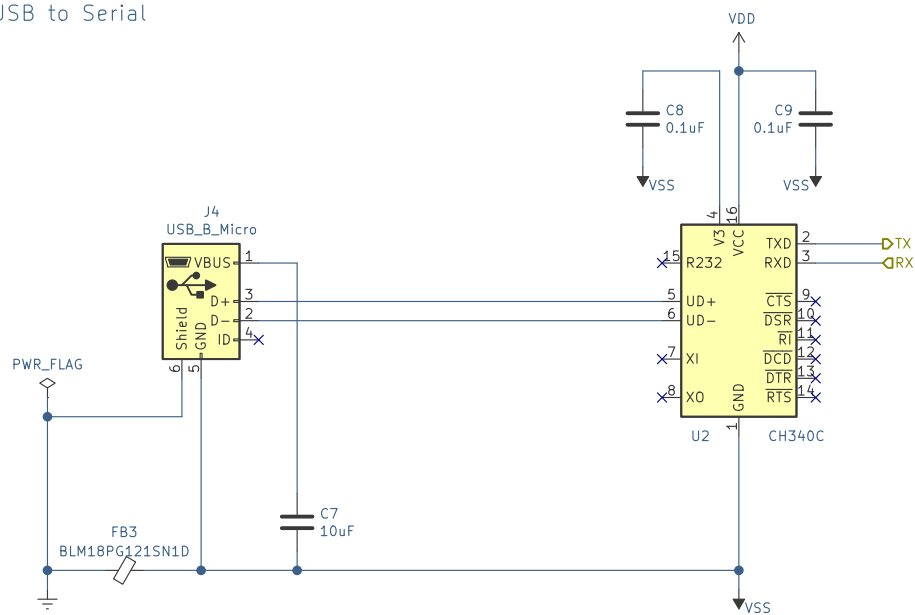 USB to Serial
VDD
C8
0.1uF
C9
0.1uF
VSS
VSS
J4
USB_B_Micro
4
16
V3
VCC
TXD
2
TX
RXD
3
RX
15
R232
VBUS
1
D+
3
5
UD+
CTS
9
D-
2
6
UD-
DSR
10
ID
4
RI
11
Shield
GND
7
XI
DCD
12
6
5
DTR
13
PWR_FLAG
8
XO
GND
RTS
14
1
U2
CH340C
C7
10uF
FB3
BLM18PG121SN1D
VSS